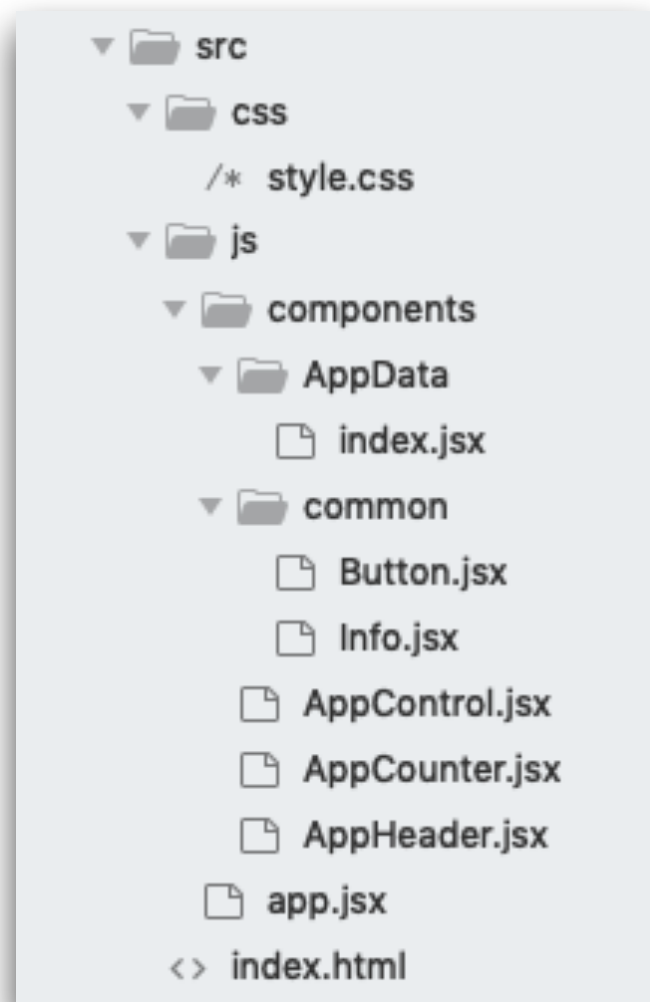 src
css
/* style.css
js
components
AppData
index.jsx
common
Button.jsx
Info.jsx
AppControl.jsx
AppCounter.jsx
AppHeader.jsx
app.jsx
<> index.html